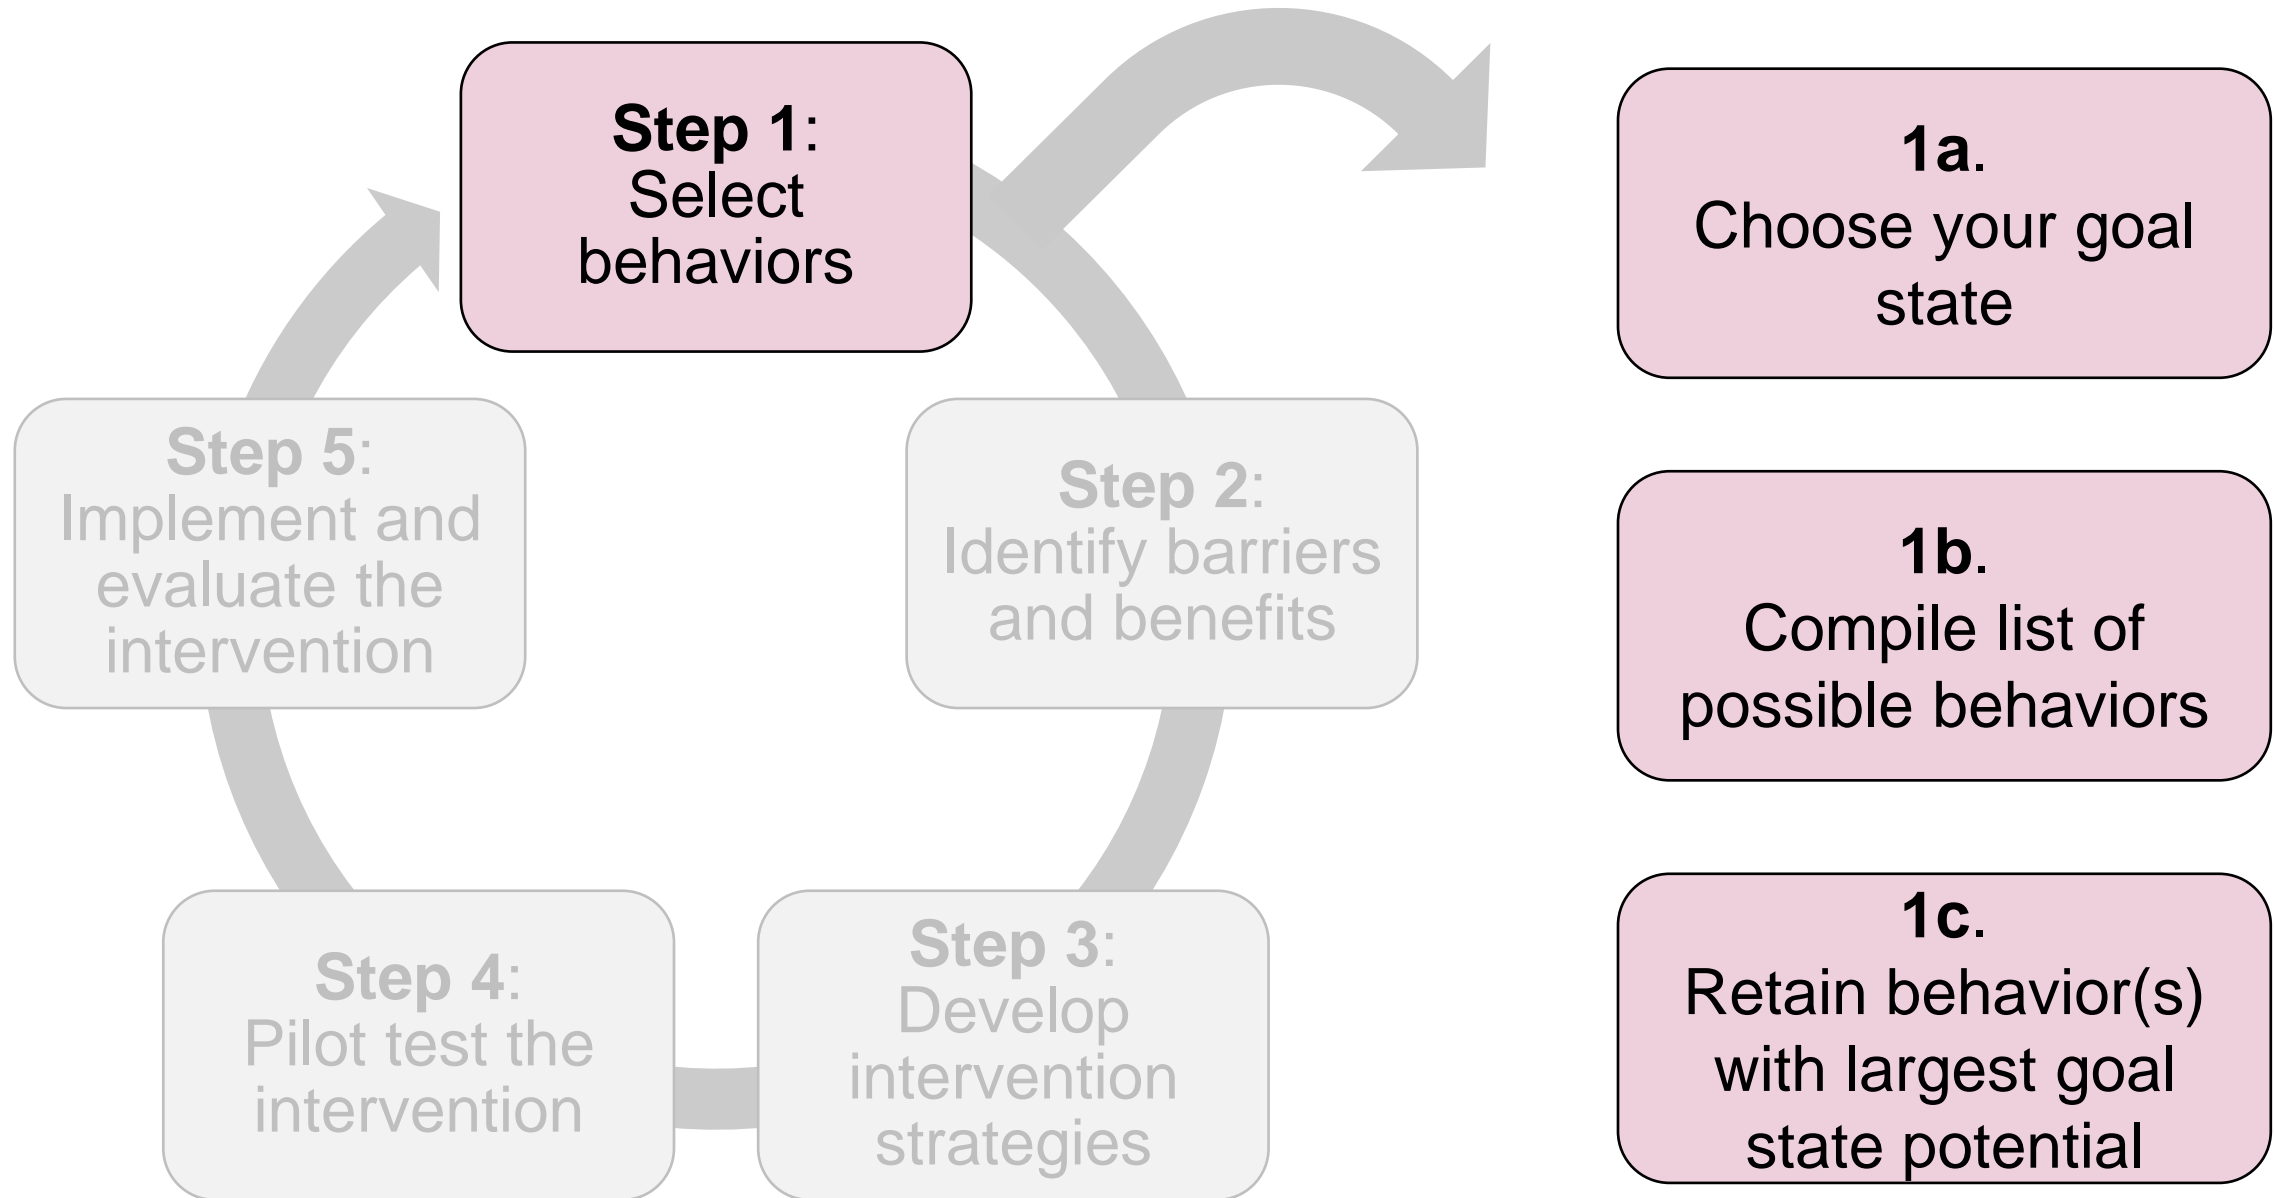 Step 1:
Select
behaviors
Step 2:
Identify barriers
and benefits
Step 3:
Develop
intervention
strategies
Step 4:
Pilot test the
intervention
Step 5:
Implement and
evaluate the
intervention
1a.
Choose your goal
state
1b.
Compile list of
possible behaviors
1c.
Retain behavior(s)
with largest goal
state potential